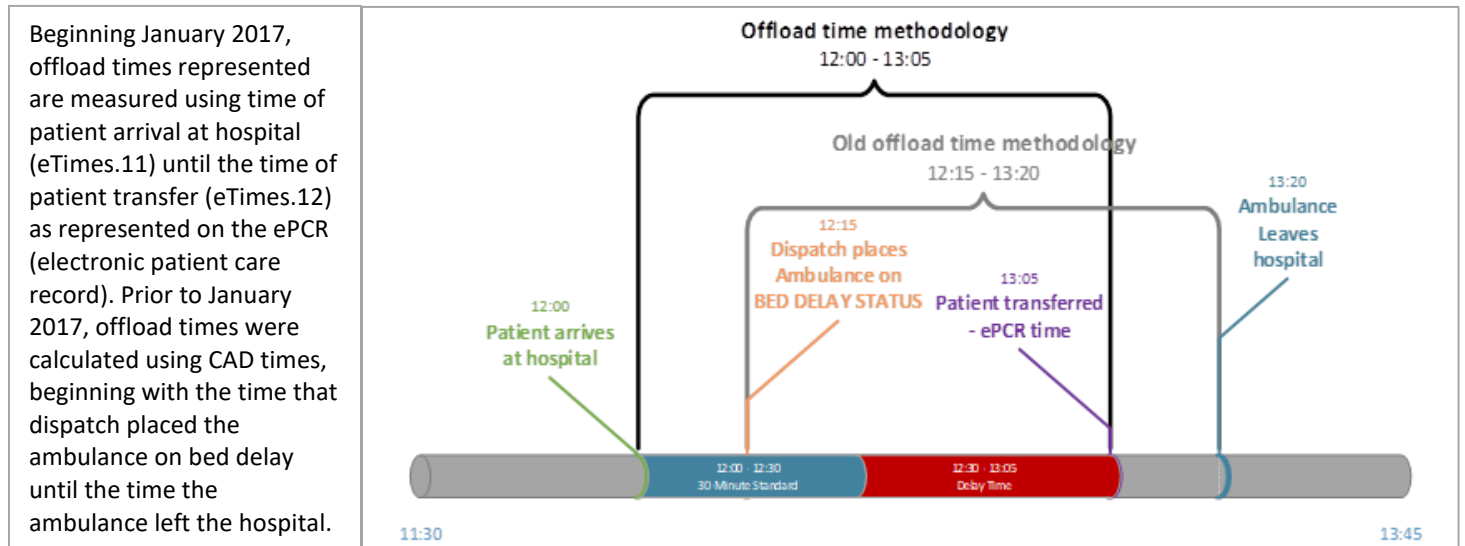 Beginning January 2017,
offload times represented
are measured using time of
patient arrival at hospital
(eTimes.11) until the time of
patient transfer (eTimes.12)
as represented on the ePCR
(electronic patient care
record). Prior to January
2017, offload times were
calculated using CAD times,
beginning with the time that
dispatch placed the
ambulance on bed delay
until the time the
ambulance left the hospital.
Offload time methodology
12:00 - 13:05
Old offload time methodology
12:15 - 13:20
13:20
Ambulance
Leaves
hospital
12:15
Dispatch places
Ambulance on
BED DELAY STATUS
13:05
Patient transferred
- ePCR time
12:00
Patient arrives
at hospital
12:00 - 12:30
30 Minute Standard
12:30 - 13:05
Delay Time
11:30
13:45